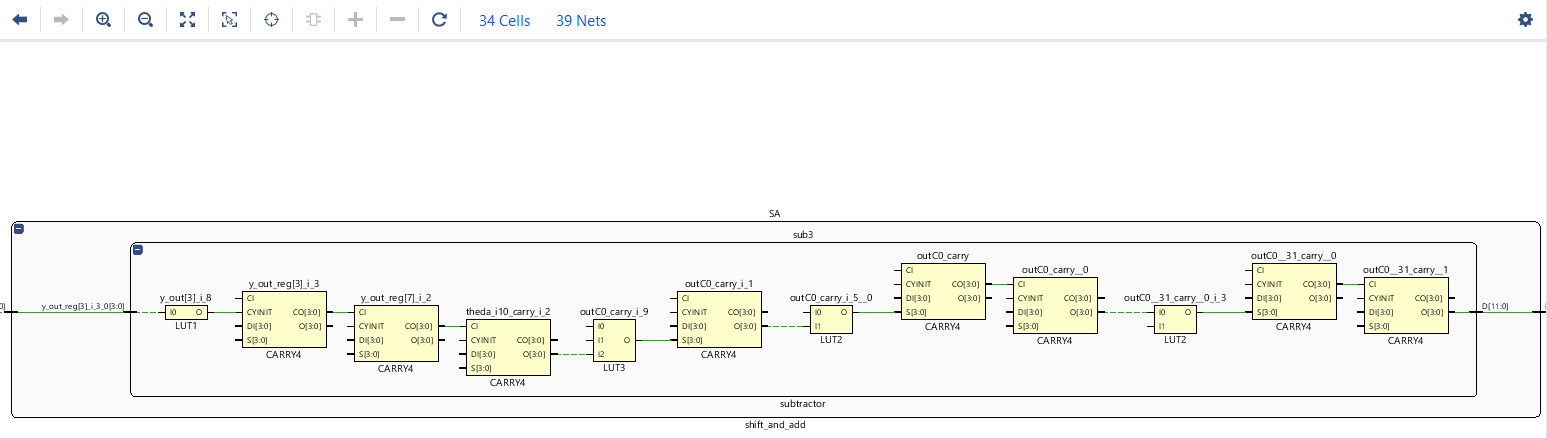 34 Cells 39 Nets
SA
sub3
y_out_reg[3]_i_3_0[3:0]
y_out[3]_i_8
I0 O
LUT1
y_out_reg[3]_i_3
CI
CYINIT CO[3:0]
DI[3:0] O[3:0]
S[3:0]
CARRY4
y_out_reg[7]_i_2
CI
CYINIT CO[3:0]
DI[3:0] O[3:0]
S[3:0]
CARRY4
theda_i10_carry_i_2
CI
CYINIT CO[3:0]
DI[3:0] O[3:0]
S[3:0]
CARRY4
outC0_carry_i_9
I0
I1 O
I2
LUT3
outC0_carry_i_1
CI
CYINIT CO[3:0]
DI[3:0] O[3:0]
S[3:0]
CARRY4
outC0_carry_i_5__0
I0 O
I1
LUT2
outC0_carry
CI
CYINIT CO[3:0]
DI[3:0] O[3:0]
S[3:0]
CARRY4
outC0_carry__0
CI
CYINIT CO[3:0]
DI[3:0] O[3:0]
S[3:0]
CARRY4
outC0__31_carry__0_i_3
I0 O
I1
LUT2
outC0__31_carry__0
CI
CYINIT CO[3:0]
DI[3:0] O[3:0]
S[3:0]
CARRY4
outC0__31_carry__1
CI
CYINIT CO[3:0]
DI[3:0] O[3:0]
S[3:0]
CARRY4
D[11:0]
subtractor
shift_and_add